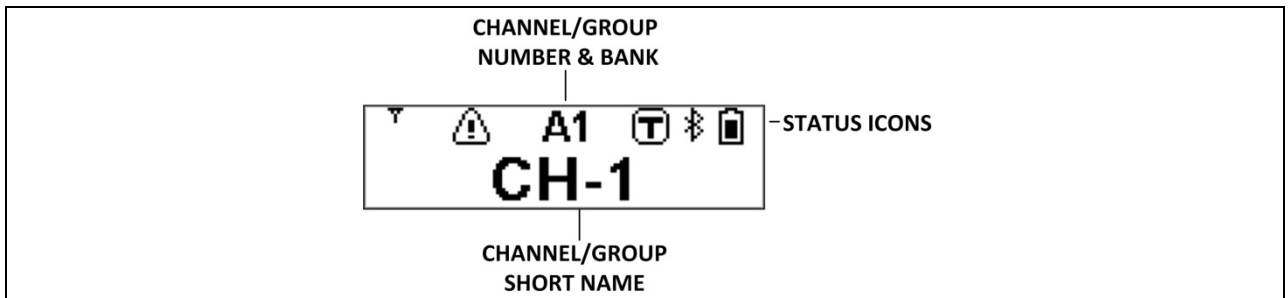 CHANNEL/GROUP
NUMBER & BANK
A1 T
STATUS ICONS
CH-1
CHANNEL/GROUP
SHORT NAME